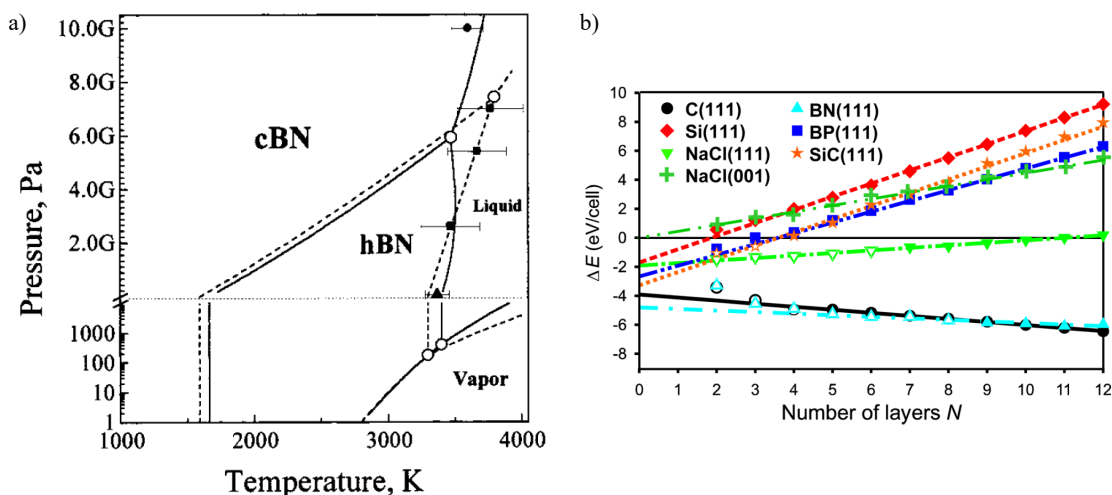 a)
10.0G
8.0G
6.0G
4.0G
2.0G
1000
100
10
1
Pressure, Pa
cBN
hBN
Liquid
Vapor
1000 2000 3000 4000
Temperature, K
b)
10
8
6
4
2
0
-2
-4
-6
-8
ΔE (eV/cell)
C(111) BN(111)
Si(111) BP(111)
NaCl(111) SiC(111)
NaCl(001)
0 1 2 3 4 5 6 7 8 9 10 11 12
Number of layers N